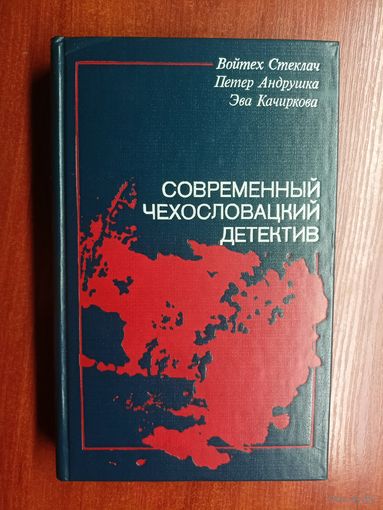 Войтех Стеклач
Петер Андрушка
Эва Качиркова
СОВРЕМЕННЫЙ
ЧЕХОСЛОВАЦКИЙ
ДЕТЕКТИВ